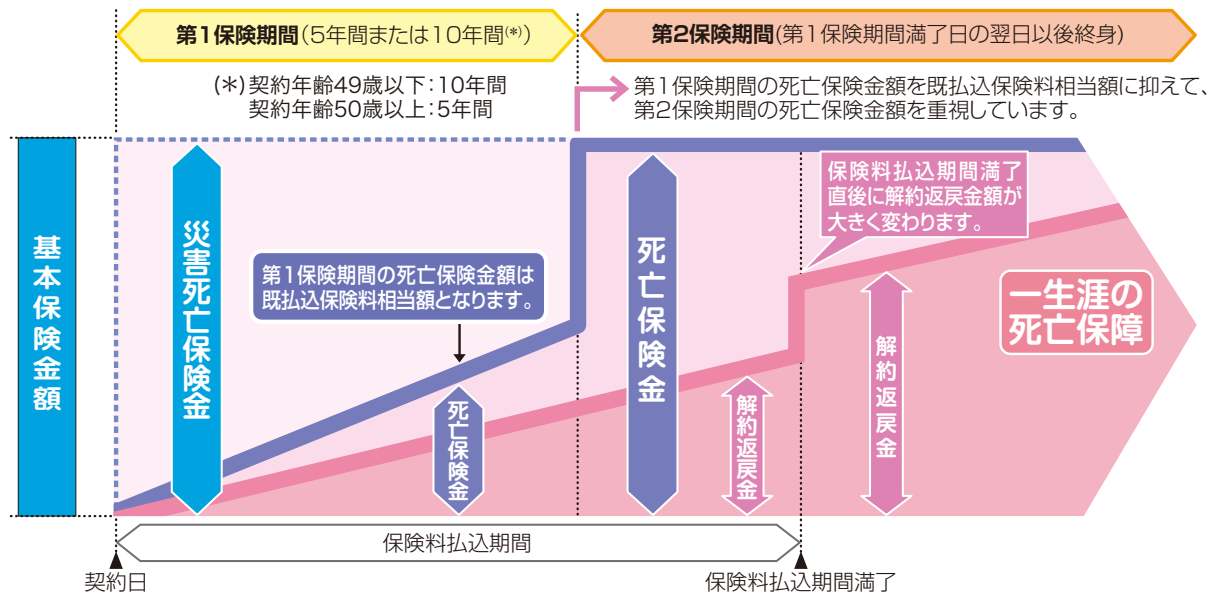 第1保険期間(5年間または10年間(*))
第2保険期間(第1保険期間満了日の翌日以後終身)
(*)契約年齢49歳以下:10年間
契約年齢50歳以上:5年間
第1保険期間の死亡保険金額を既払込保険料相当額に抑えて、
第2保険期間の死亡保険金額を重視しています。
基本保険金額
災害死亡保険金
第1保険期間の死亡保険金額は
既払込保険料相当額となります。
死亡保険金
死亡保険金
解約返戻金
保険料払込期間満了
直後に解約返戻金額が
大きく変わります。
解約返戻金
一生涯の
死亡保障
保険料払込期間
契約日
保険料払込期間満了